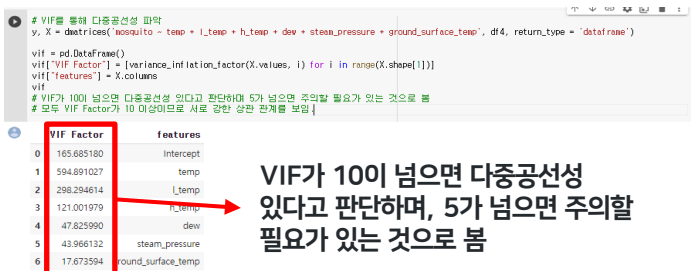 # VIF를 통해 다중공선성 파악
y, X = dmatrices('mosquito ~ temp + l_temp + h_temp + dew + steam_pressure + ground_surface_temp', df4, return_type = 'dataframe')
vif = pd.DataFrame()
vif["VIF Factor"] = [variance_inflation_factor(X.values, i) for i in range(X.shape[1])]
vif["features"] = X.columns
vif
# VIF가 10이 넘으면 다중공선성 있다고 판단하며 5가 넘으면 주의할 필요가 있는 것으로 봄
# 모두 VIF Factor가 10 이상이므로 서로 강한 상관 관계를 보임.
VIF Factor features
0 165.685180 Intercept
1 594.891027 temp
2 298.294614 l_temp
3 121.001979 h_temp
4 47.825990 dew
5 43.966132 steam_pressure
6 17.673594 ground_surface_temp
VIF가 10이 넘으면 다중공선성
있다고 판단하며, 5가 넘으면 주의할
필요가 있는 것으로 봄